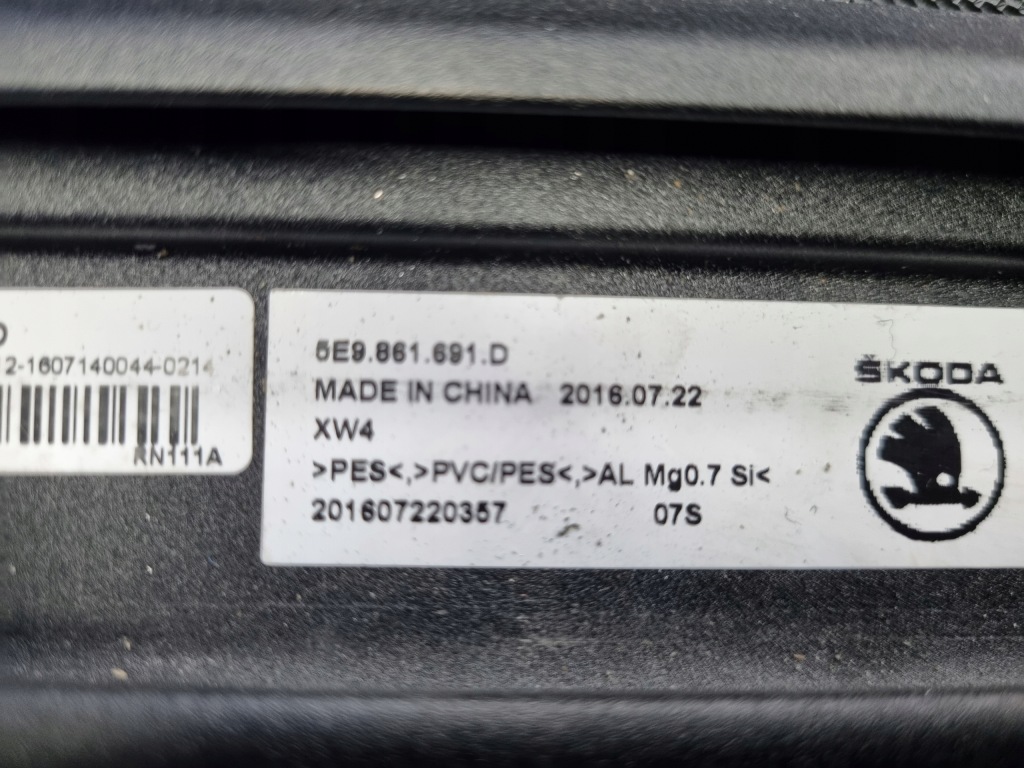 D
12-1607140044-0214
RN111A
5E9.861.691.D
MADE IN CHINA 2016.07.22
XW4
>PES<,>PVC/PES<,>AL Mg0.7 Si<
201607220357 07S
ŠKODA